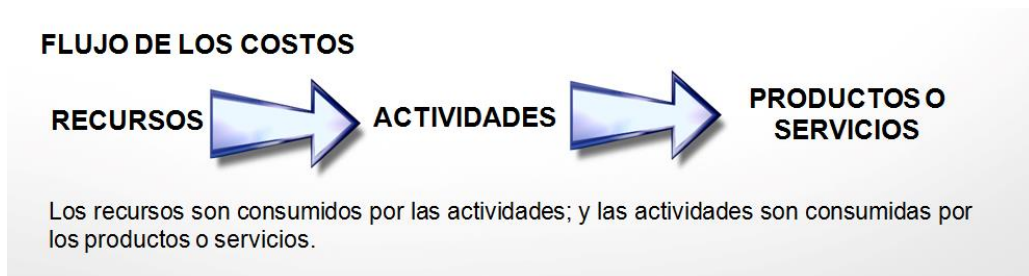 FLUJO DE LOS COSTOS
RECURSOS
ACTIVIDADES
PRODUCTOS O
SERVICIOS
Los recursos son consumidos por las actividades; y las actividades son consumidas por
los productos o servicios.